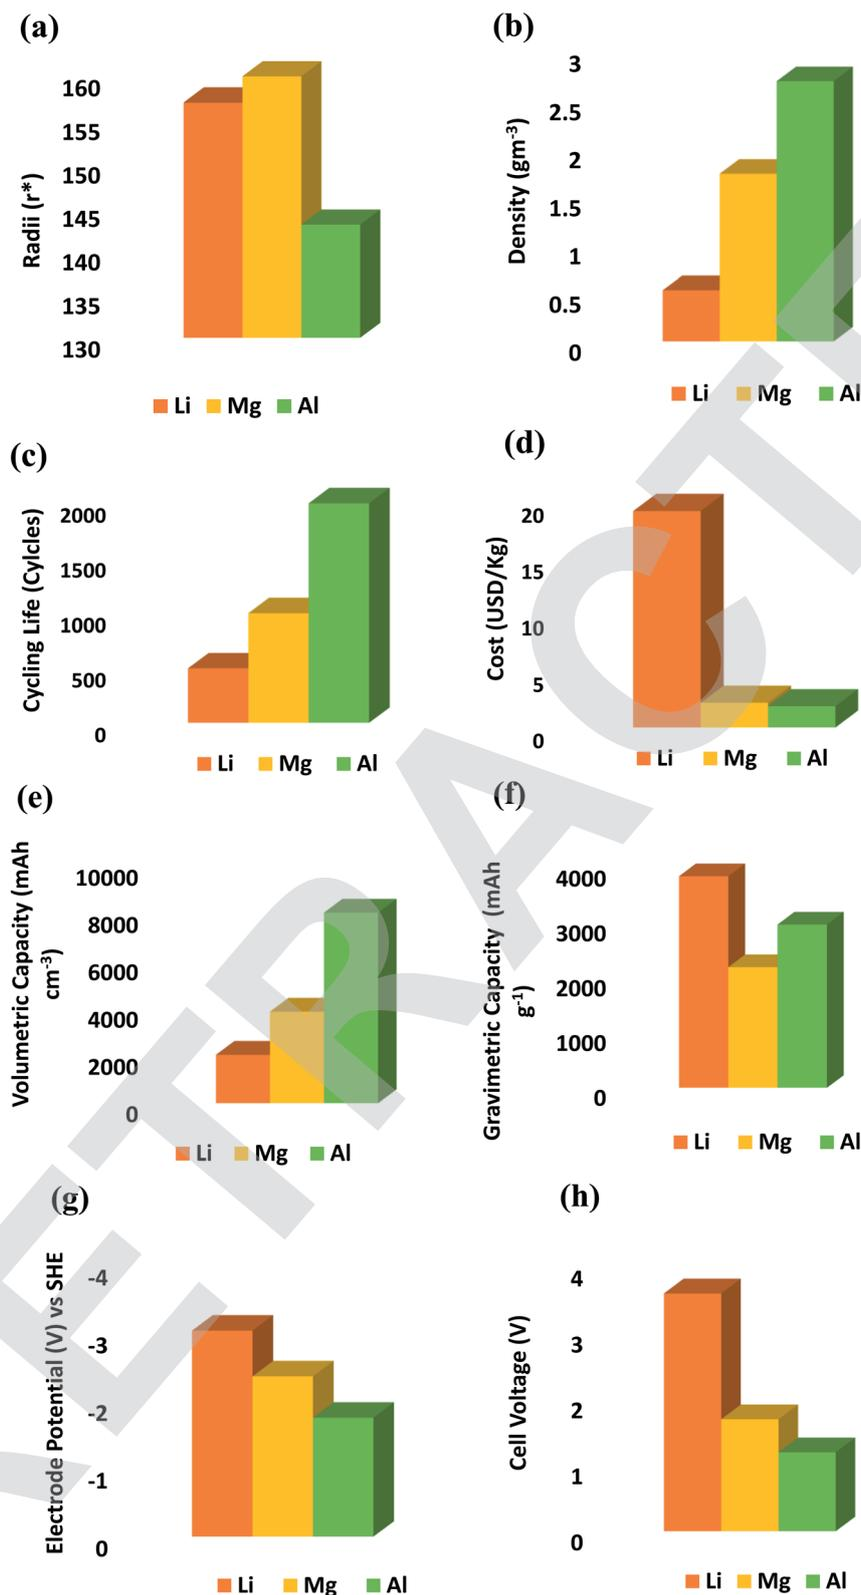 (a)
Radii (r*)
160
155
150
145
140
135
130
Li Mg Al
(b)
Density (gm-3)
3
2.5
2
1.5
1
0.5
0
Li Mg Al
(c)
Cycling Life (Cylcles)
2000
1500
1000
500
0
Li Mg Al
(d)
Cost (USD/Kg)
20
15
10
5
0
Li Mg Al
(e)
Volumetric Capacity (mAh
cm-3)
10000
8000
6000
4000
2000
0
Li Mg Al
(f)
Gravimetric Capacity (mAh
g-1)
4000
3000
2000
1000
0
Li Mg Al
(g)
Electrode Potential (V) vs SHE
-4
-3
-2
-1
0
Li Mg Al
(h)
Cell Voltage (V)
4
3
2
1
0
Li Mg Al
RETRACT